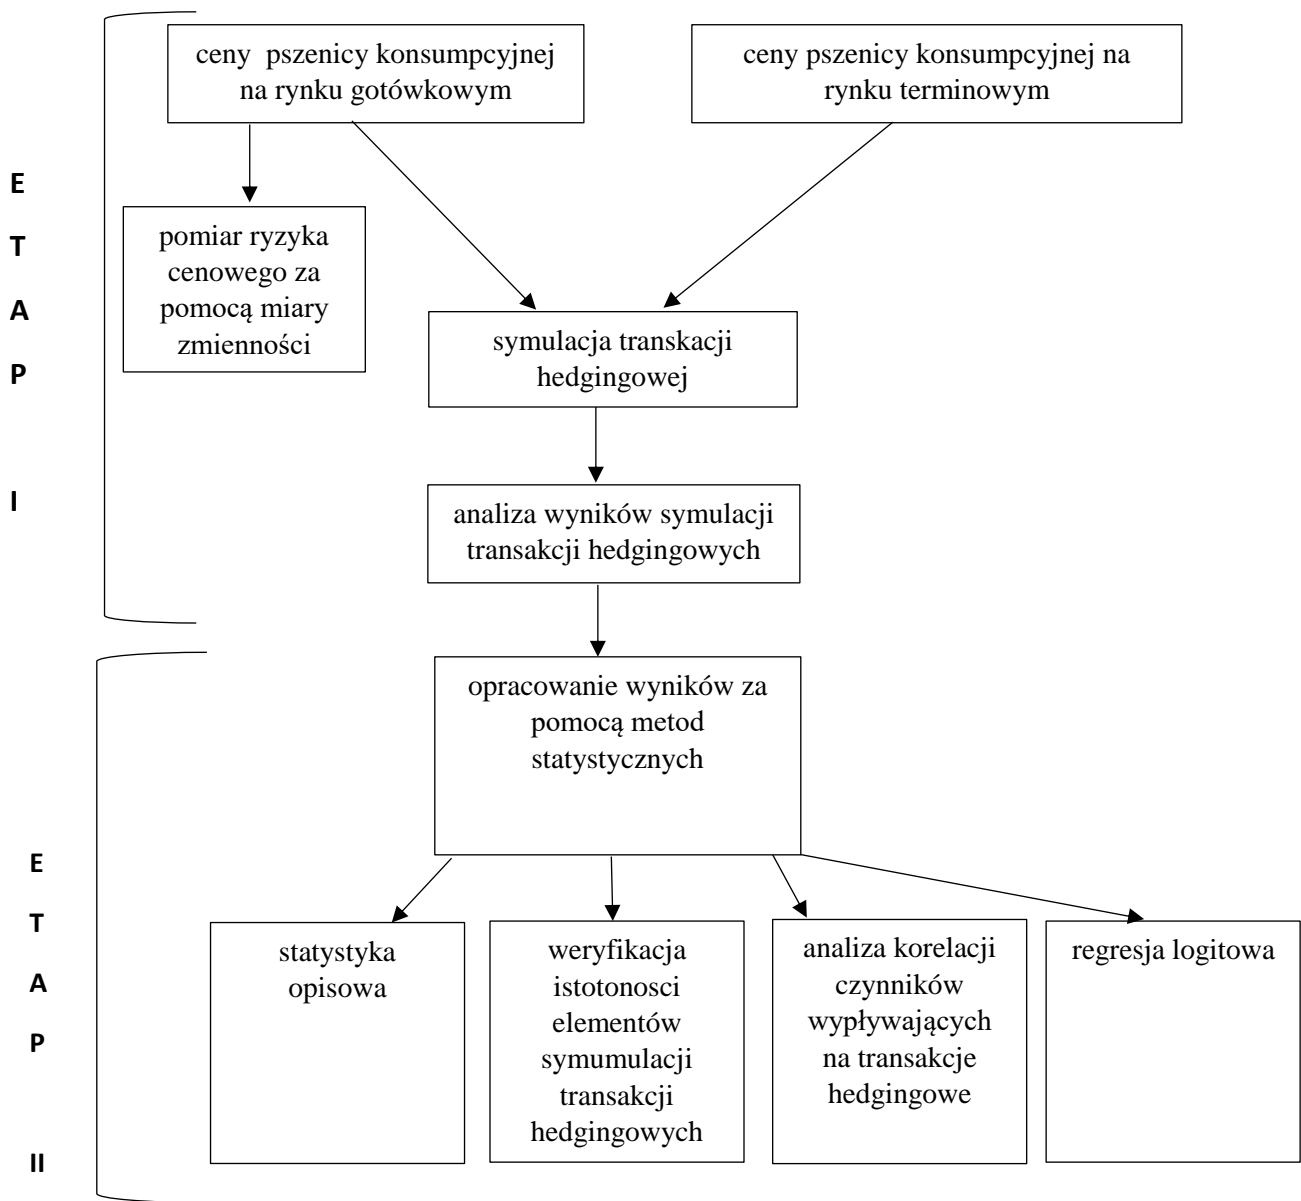 ceny pszenicy konsumpcyjnej
na rynku gotówkowym
ceny pszenicy konsumpcyjnej na
rynku terminowym
E
T
A
P
I
pomiar ryzyka
cenowego za
pomocą miary
zmienności
symulacja transkacji
hedgingowej
analiza wyników symulacji
transakcji hedgingowych
opracowanie wyników za
pomocą metod
statystycznych
E
T
A
P
II
statystyka
opisowa
weryfikacja
istotonosci
elementów
symumulacji
transakcji
hedgingowych
analiza korelacji
czynników
wypływających
na transakcje
hedgingowe
regresja logitowa